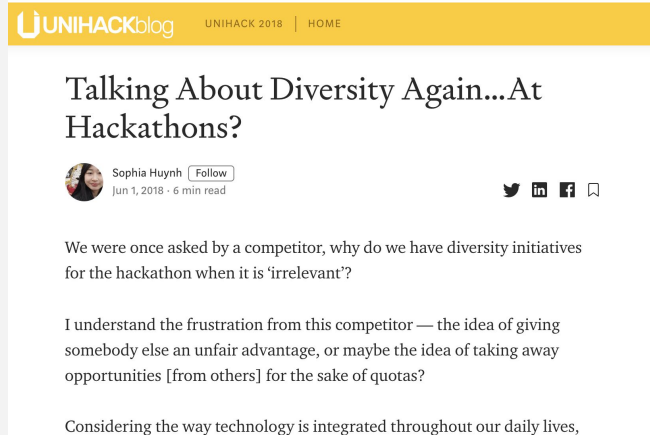 UNIHACKblog
UNIHACK 2018 | HOME
Talking About Diversity Again...At
Hackathons?
Sophia Huynh Follow
Jun 1, 2018 · 6 min read
We were once asked by a competitor, why do we have diversity initiatives
for the hackathon when it is ‘irrelevant’?
I understand the frustration from this competitor — the idea of giving
somebody else an unfair advantage, or maybe the idea of taking away
opportunities [from others] for the sake of quotas?
Considering the way technology is integrated throughout our daily lives,